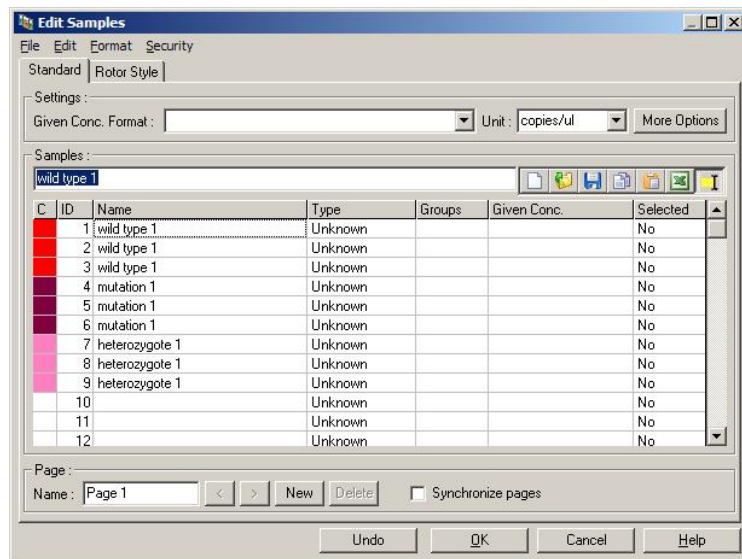 Edit Samples
File Edit Format Security
Standard Rotor Style
Settings :
Given Conc. Format : Unit : copies/ul More Options
Samples :
wild type 1
C ID Name Type Groups Given Conc. Selected
1 wild type 1 Unknown No
2 wild type 1 Unknown No
3 wild type 1 Unknown No
4 mutation 1 Unknown No
5 mutation 1 Unknown No
6 mutation 1 Unknown No
7 heterozygote 1 Unknown No
8 heterozygote 1 Unknown No
9 heterozygote 1 Unknown No
10 Unknown No
11 Unknown No
12 Unknown No
Page :
Name : Page 1 < > New Delete Synchronize pages
Undo OK Cancel Help